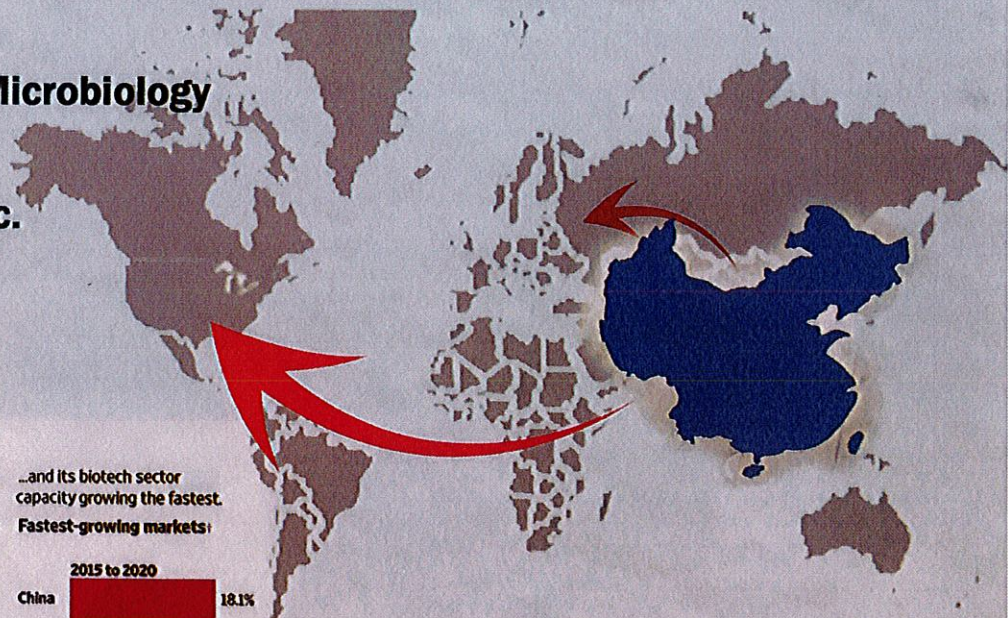 Microbiology
c.
...and its biotech sector
capacity growing the fastest.
Fastest-growing markets†
2015 to 2020
China 18.1%